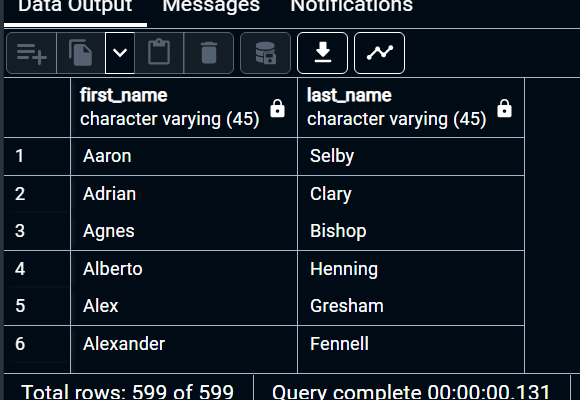 Data Output Messages Notifications
first_name last_name
character varying (45) character varying (45)
1 Aaron Selby
2 Adrian Clary
3 Agnes Bishop
4 Alberto Henning
5 Alex Gresham
6 Alexander Fennell
Total rows: 599 of 599 Query complete 00:00:00.131